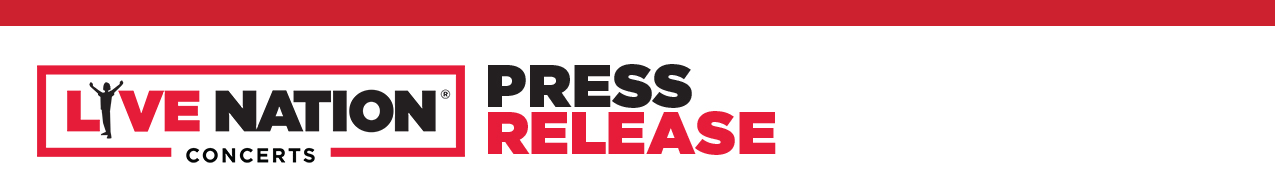 LIVE NATION®
CONCERTS
PRESS
RELEASE